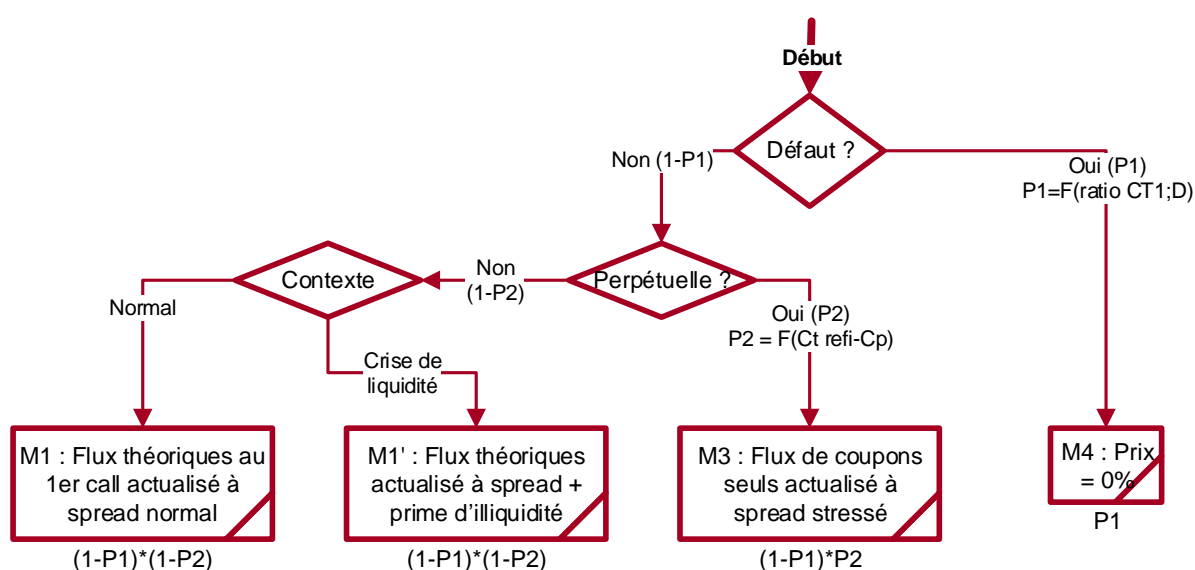 Début
Défaut ?
Non (1-P1)
Oui (P1)
P1=F(ratio CT1;D)
Contexte
Non
(1-P2)
Perpétuelle ?
Normal
Oui (P2)
P2 = F(Ct refi-Cp)
Crise de
liquidité
M1 : Flux théoriques au
1er call actualisé à
spread normal
(1-P1)*(1-P2)
M1' : Flux théoriques
actualisé à spread +
prime d’illiquidité
(1-P1)*(1-P2)
M3 : Flux de coupons
seuls actualisé à
spread stressé
(1-P1)*P2
M4 : Prix
= 0%
P1